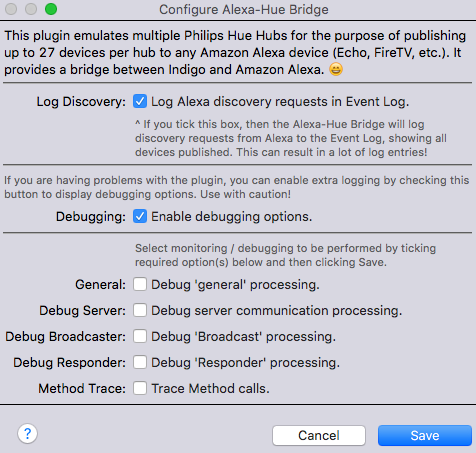 Configure Alexa-Hue Bridge
This plugin emulates multiple Philips Hue Hubs for the purpose of publishing
up to 27 devices per hub to any Amazon Alexa device (Echo, FireTV, etc.). It
provides a bridge between Indigo and Amazon Alexa. 😀
Log Discovery: Log Alexa discovery requests in Event Log.
^ If you tick this box, then the Alexa-Hue Bridge will log
discovery requests from Alexa to the Event Log, showing all
devices published. This can result in a lot of log entries!
If you are having problems with the plugin, you can enable extra logging by checking this
button to display debugging options. Use with caution!
Debugging: Enable debugging options.
Select monitoring / debugging to be performed by ticking
required option(s) below and then clicking Save.
General: Debug 'general' processing.
Debug Server: Debug server communication processing.
Debug Broadcaster: Debug 'Broadcast' processing.
Debug Responder: Debug 'Responder' processing.
Method Trace: Trace Method calls.
? Cancel Save